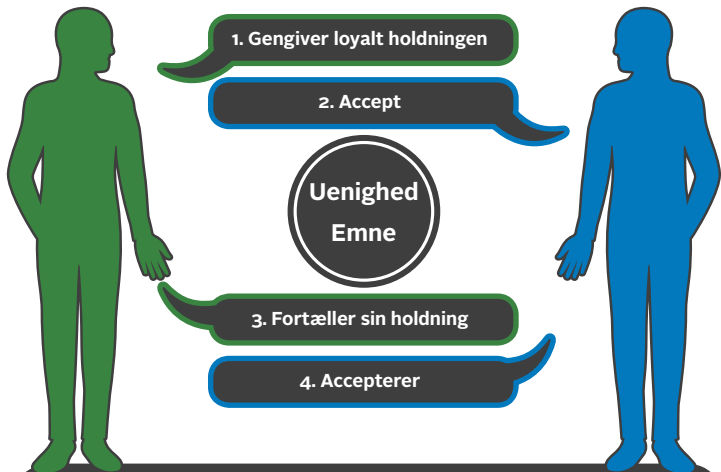 1. Gengiver loyalt holdningen
2. Accept
Uenighed
Emne
3. Fortæller sin holdning
4. Accepterer